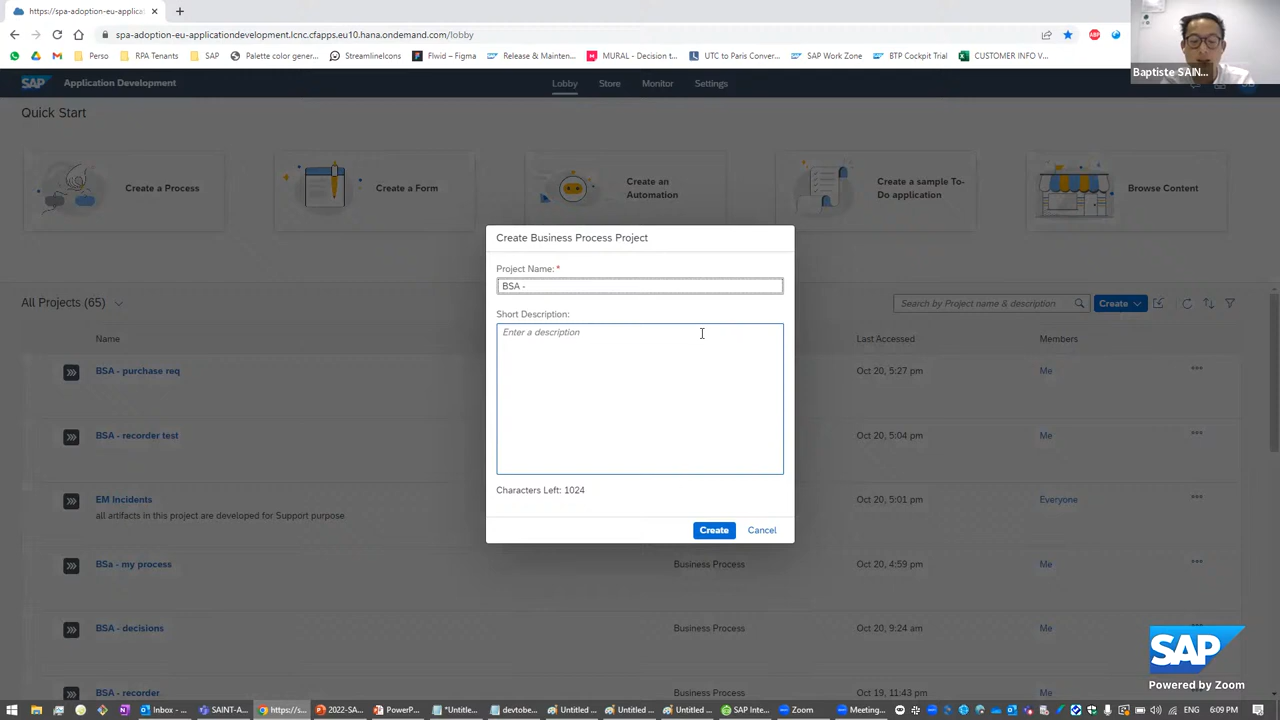 https://spa-adoption-eu-applicati
spa-adoption-eu-applicationdevelopment.lcnc.cfapps.eu10.hana.ondemand.com/lobby
Perso
RPA Tenants
SAP
Palette color gener...
StreamlineIcons
Flwid – Figma
Release & Mainten...
MURAL - Decision t...
UTC to Paris Conver...
SAP Work Zone
BTP Cockpit Trial
CUSTOMER INFO V...
Baptiste SAIN...
SAP
Application Development
Lobby
Store
Monitor
Settings
Quick Start
Create a Process
Create a Form
Create an
Automation
Create a sample To-
Do application
Browse Content
Create Business Process Project
Project Name: *
BSA -
Short Description:
Enter a description
Characters Left: 1024
Create
Cancel
All Projects (65)
Search by Project name & description
Create
Name
Last Accessed
Members
BSA - purchase req
Oct 20, 5:27 pm
Me
BSA - recorder test
Oct 20, 5:04 pm
Me
EM Incidents
all artifacts in this project are developed for Support purpose
Oct 20, 5:01 pm
Everyone
BSa - my process
Business Process
Oct 20, 4:59 pm
Me
BSA - decisions
Business Process
Oct 20, 9:24 am
Me
BSA - recorder
Business Process
Oct 19, 11:43 pm
Me
SAP
Powered by Zoom
Inbox -
SAINT-A...
https://s...
2022-SA...
PowerP...
*Untitle...
devtobe...
Untitled ...
Untitled ...
Untitled ...
SAP Inte...
Zoom
Meeting...
6:09 PM